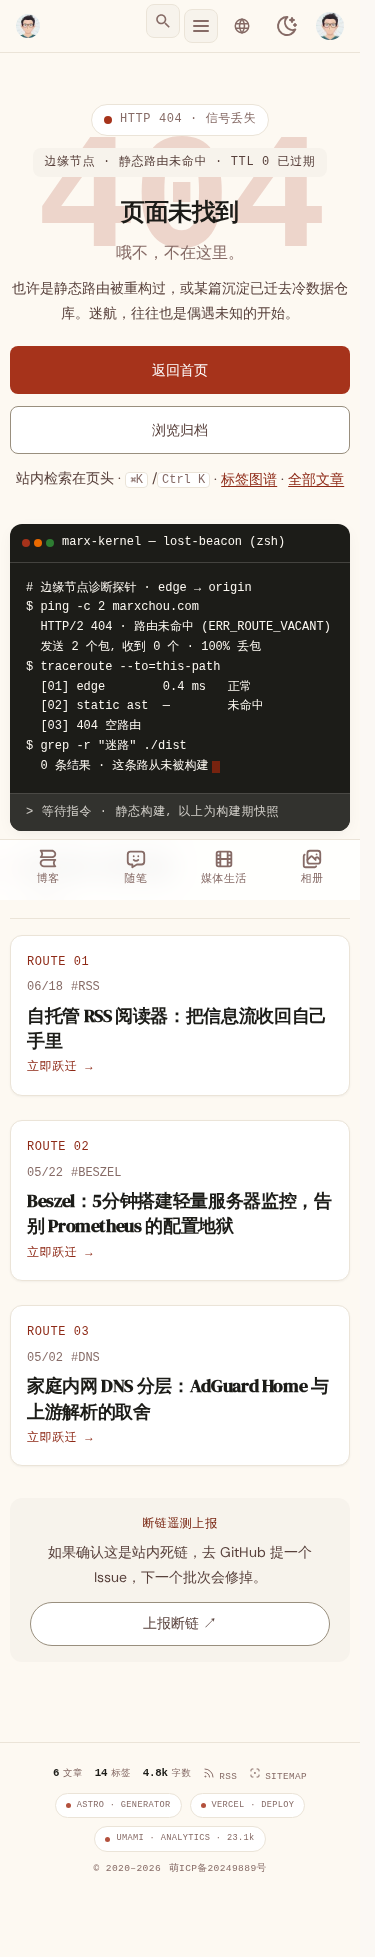 HTTP 404 · 信号丢失
404
边缘节点 · 静态路由未命中 · TTL 0 已过期
页面未找到
哦不，不在这里。
也许是静态路由被重构过，或某篇沉淀已迁去冷数据仓
库。迷航，往往也是偶遇未知的开始。
返回首页
浏览归档
站内检索在页头 · ⌘K / Ctrl K · 标签图谱 · 全部文章
marx-kernel — lost-beacon (zsh)
# 边缘节点诊断探针 · edge → origin
$ ping -c 2 marxchou.com
HTTP/2 404 · 路由未命中 (ERR_ROUTE_VACANT)
发送 2 个包, 收到 0 个 · 100% 丢包
$ traceroute --to=this-path
[01] edge 0.4 ms 正常
[02] static ast — 未命中
[03] 404 空路由
$ grep -r "迷路" ./dist
0 条结果 · 这条路从未被构建
> 等待指令 · 静态构建, 以上为构建期快照
博客 随笔 媒体生活 相册
ROUTE 01
06/18 #RSS
自托管 RSS 阅读器：把信息流收回自己
手里
立即跃迁 →
ROUTE 02
05/22 #BESZEL
Beszel：5分钟搭建轻量服务器监控，告
别 Prometheus 的配置地狱
立即跃迁 →
ROUTE 03
05/02 #DNS
家庭内网 DNS 分层：AdGuard Home 与
上游解析的取舍
立即跃迁 →
断链遥测上报
如果确认这是站内死链，去 GitHub 提一个
Issue，下一个批次会修掉。
上报断链 ↗
6 文章 14 标签 4.8k 字数 RSS SITEMAP
ASTRO · GENERATOR VERCEL · DEPLOY
UMAMI · ANALYTICS · 23.1k
© 2020–2026 萌ICP备20249889号